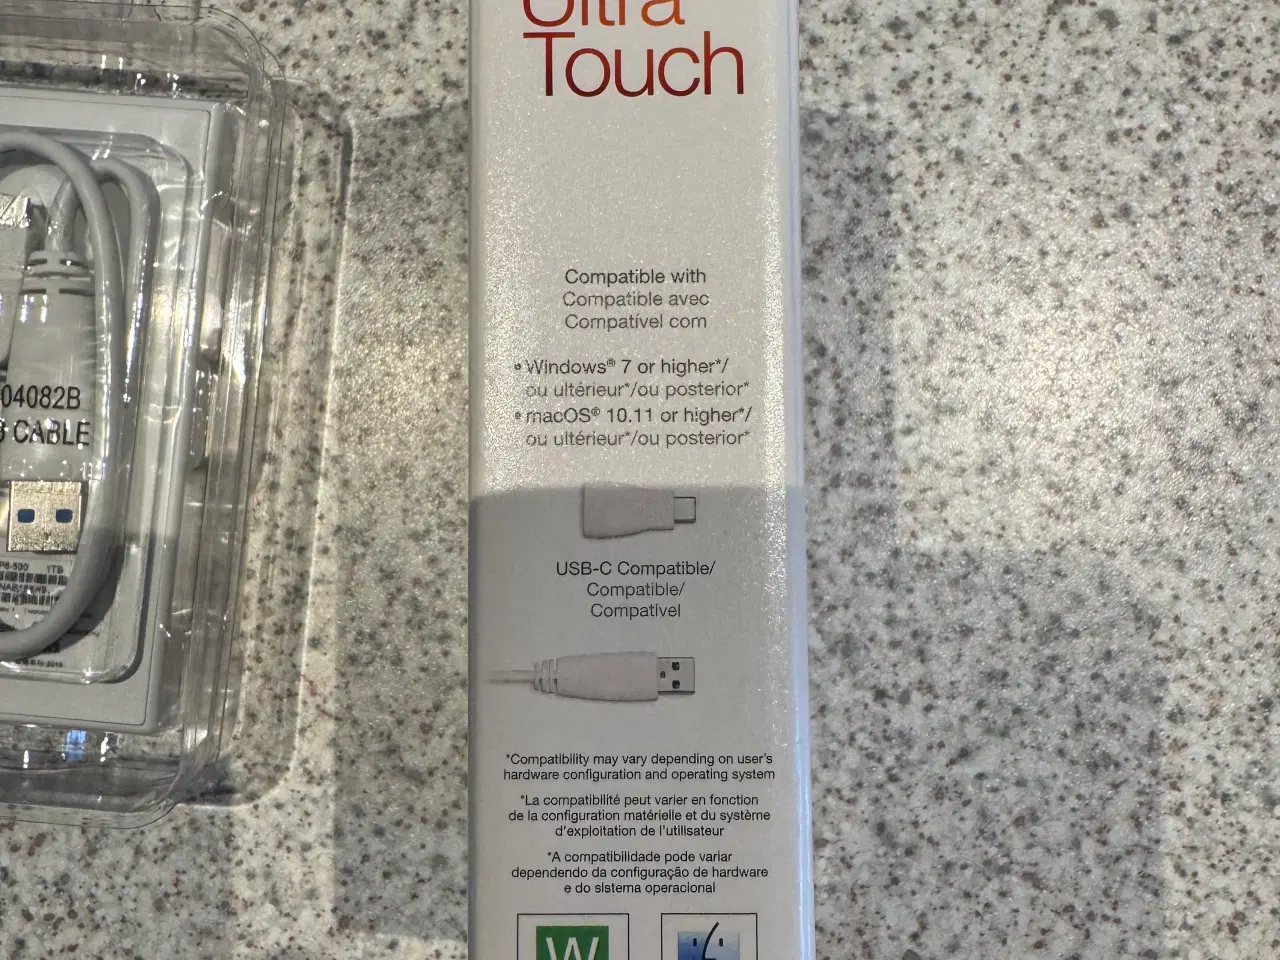 Ultra
Touch
Compatible with
Compatible avec
Compatível com
• Windows® 7 or higher*/
ou ultérieur*/ou posterior*
• macOS® 10.11 or higher*/
ou ultérieur*/ou posterior*
USB-C Compatible/
Compatible/
Compatível
*Compatibility may vary depending on user's
hardware configuration and operating system
*La compatibilité peut varier en fonction
de la configuration matérielle et du système
d'exploitation de l'utilisateur
*A compatibilidade pode variar
dependendo da configuração de hardware
e do sistema operacional
W
04082B
CABLE
1TB